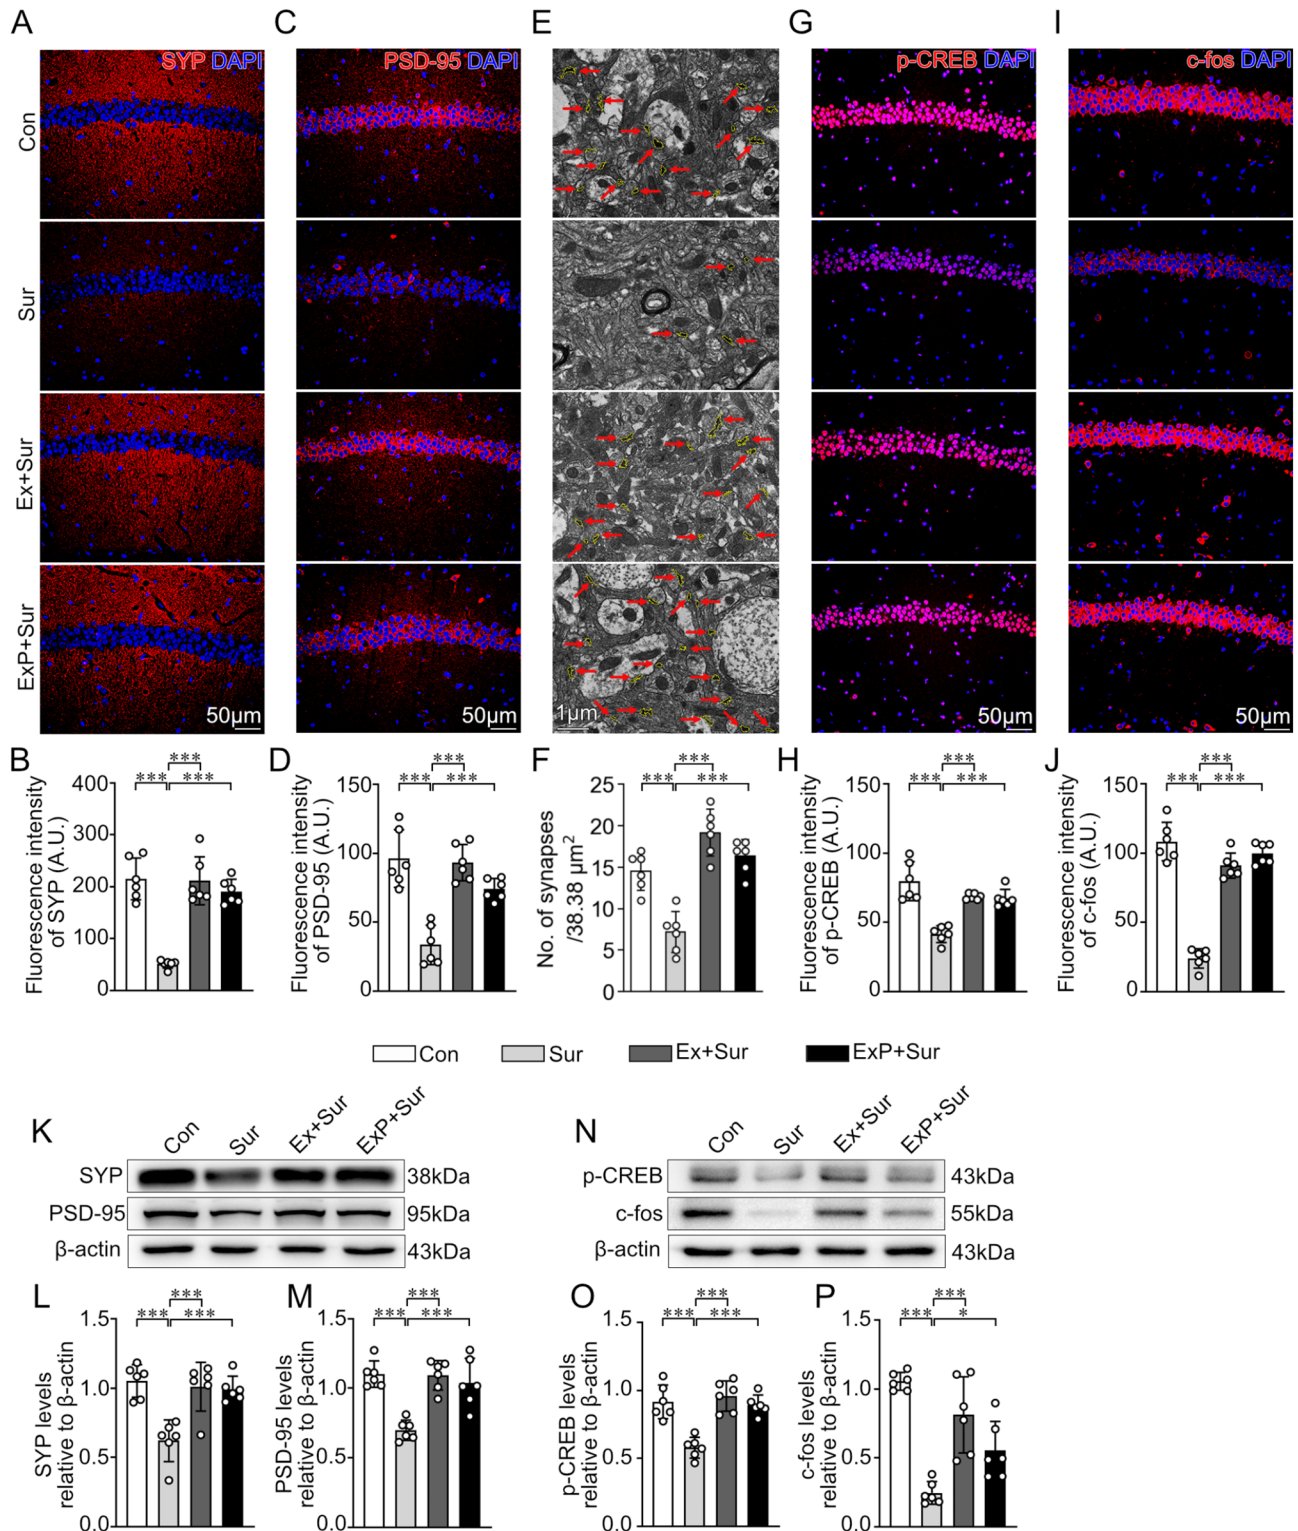 A
C
E
G
I
SYP DAPI
PSD-95 DAPI
p-CREB DAPI
c-fos DAPI
Con
Sur
Ex+Sur
ExP+Sur
50µm
50µm
1µm
50µm
50µm
B
Fluorescence intensity
of SYP (A.U.)
400
300
200
100
0
***
***
***
D
Fluorescence intensity
of PSD-95 (A.U.)
150
100
50
0
***
***
***
F
No. of synapses
/38.38 µm²
25
20
15
10
5
0
***
***
***
H
Fluorescence intensity
of p-CREB (A.U.)
150
100
50
0
***
***
***
J
Fluorescence intensity
of c-fos (A.U.)
150
100
50
0
***
***
***
Con
Sur
Ex+Sur
ExP+Sur
K
Con Sur Ex+Sur ExP+Sur
SYP 38kDa
PSD-95 95kDa
β-actin 43kDa
N
Con Sur Ex+Sur ExP+Sur
p-CREB 43kDa
c-fos 55kDa
β-actin 43kDa
L
SYP levels
relative to β-actin
1.5
1.0
0.5
0.0
***
***
***
M
PSD-95 levels
relative to β-actin
1.5
1.0
0.5
0.0
***
***
***
O
p-CREB levels
relative to β-actin
1.5
1.0
0.5
0.0
***
***
***
P
c-fos levels
relative to β-actin
1.5
1.0
0.5
0.0
***
***
*